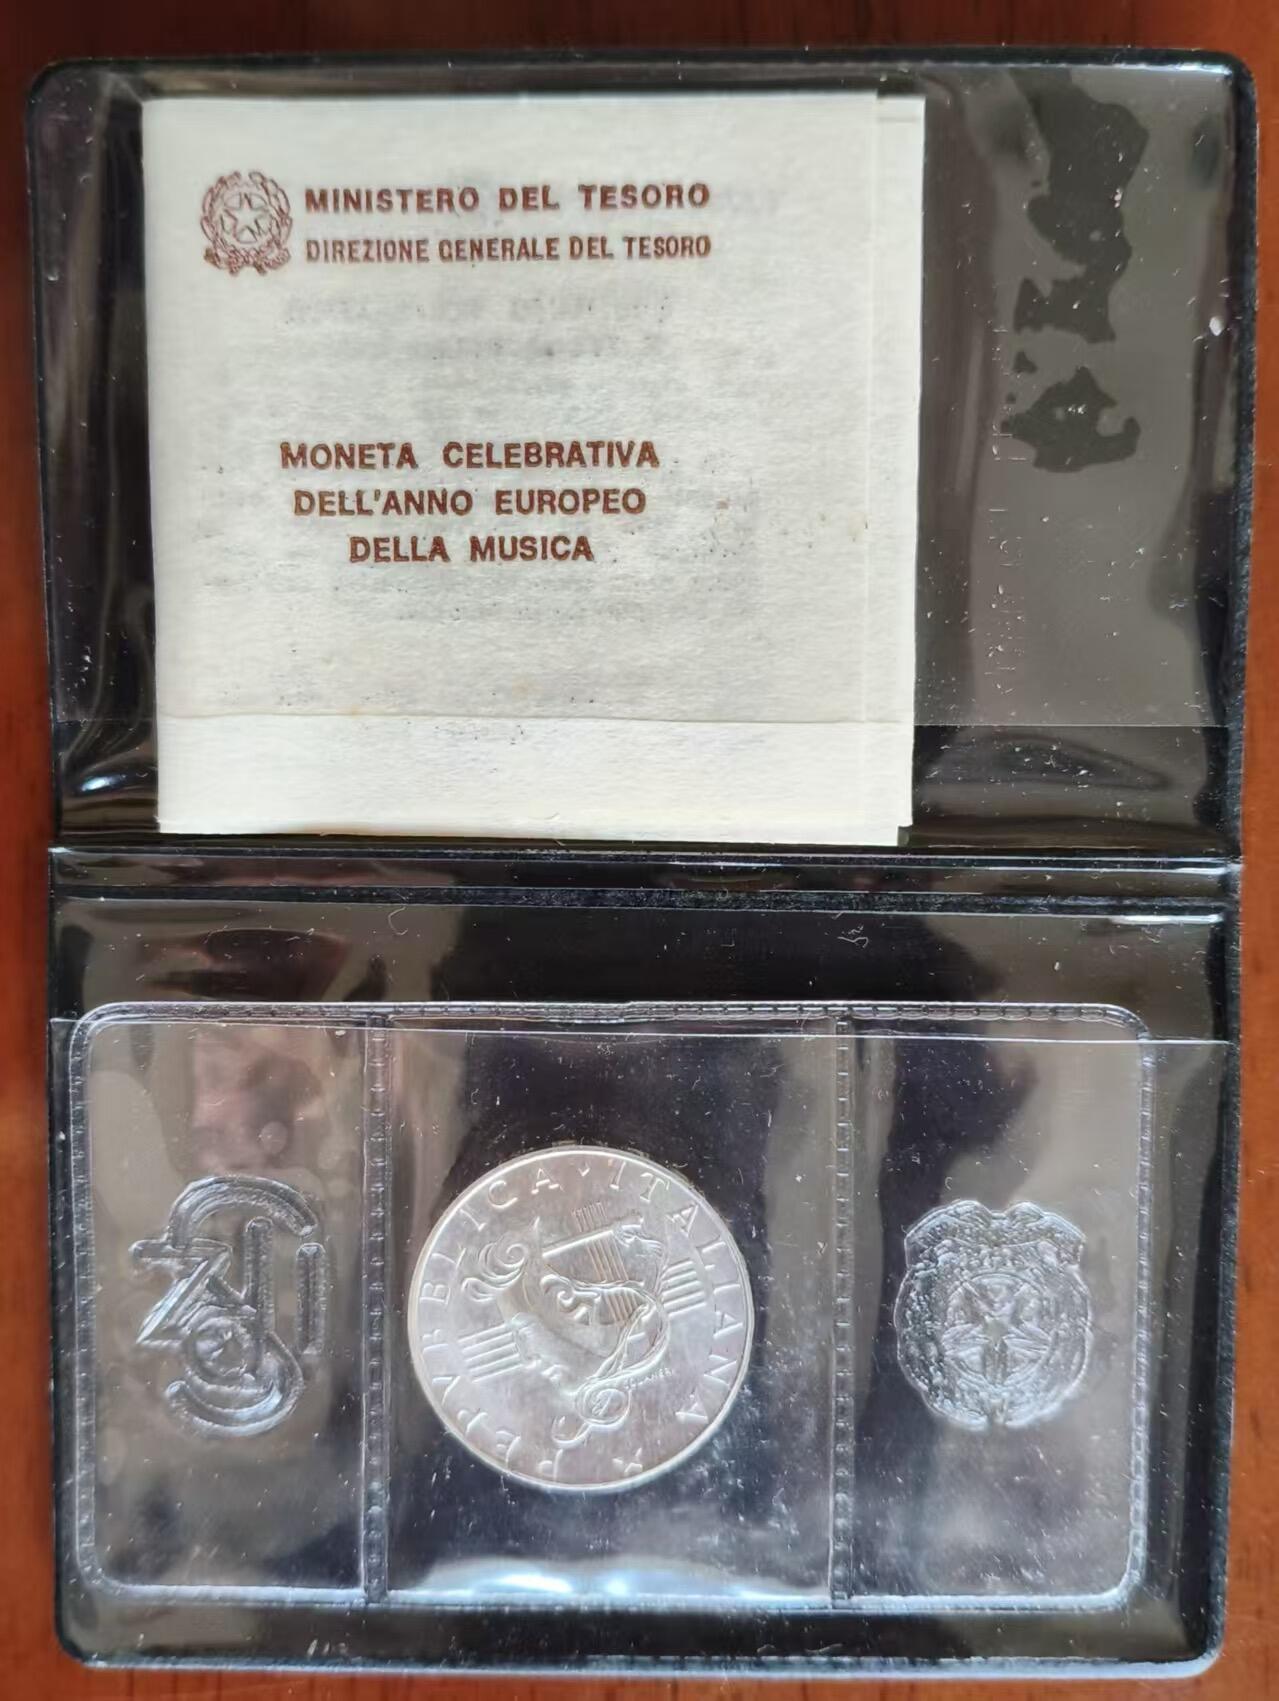 MINISTERO DEL TESORO
DIREZIONE GENERALE DEL TESORO
MONETA CELEBRATIVA
DELL'ANNO EUROPEO
DELLA MUSICA
REPVBBLICA · ITALIANA